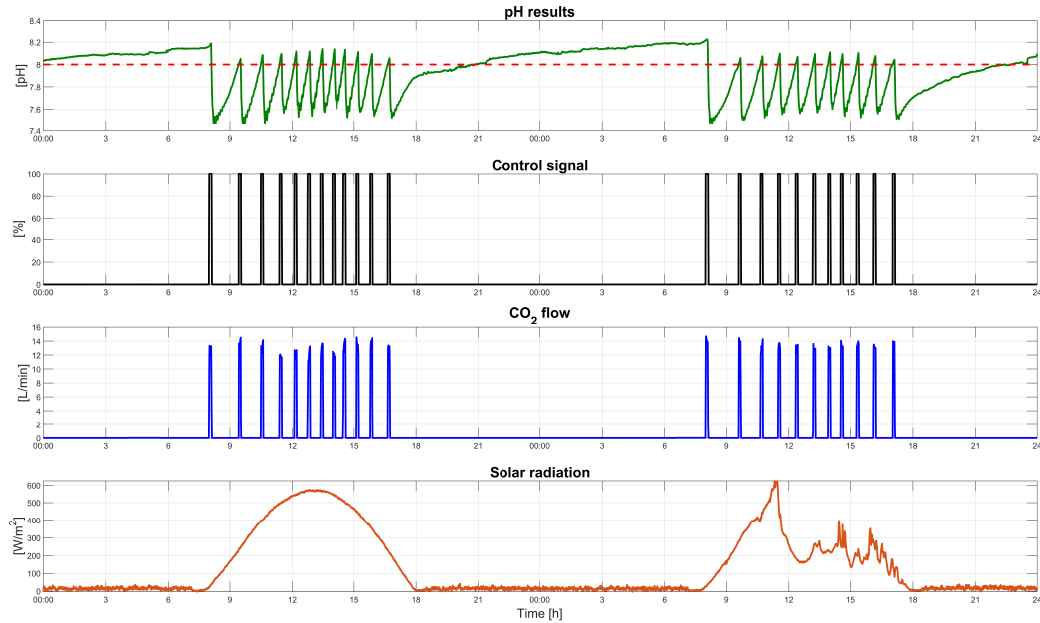 pH results
[pH]
8.4
8.2
8
7.8
7.6
7.4
00:00 3 6 9 12 15 18 21 00:00 3 6 9 12 15 18 21 24
Control signal
[%]
100
80
60
40
20
0
00:00 3 6 9 12 15 18 21 00:00 3 6 9 12 15 18 21 24
CO2 flow
[L/min]
16
14
12
10
8
6
4
2
0
00:00 3 6 9 12 15 18 21 00:00 3 6 9 12 15 18 21 24
Solar radiation
[W/m2]
600
500
400
300
200
100
0
00:00 3 6 9 12 15 18 21 00:00 3 6 9 12 15 18 21 24
Time [h]